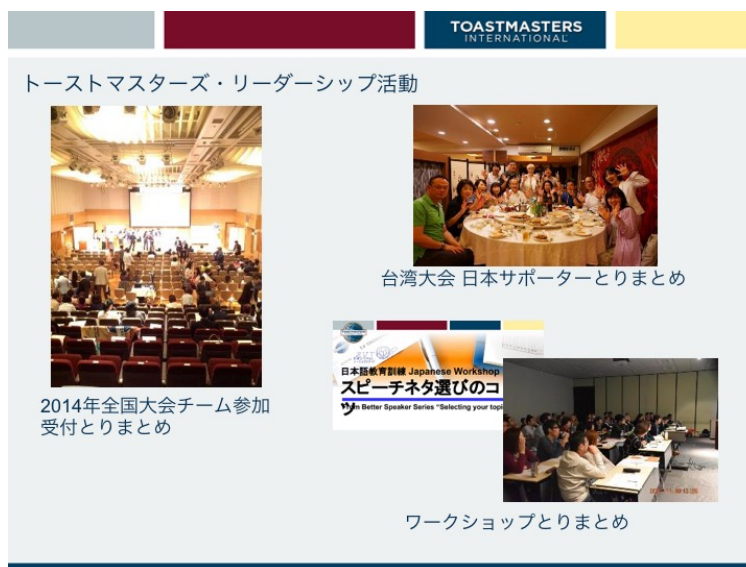 TOASTMASTERS
INTERNATIONAL
トーストマスターズ・リーダーシップ活動
台湾大会 日本サポーターとりまとめ
2014年全国大会チーム参加
受付とりまとめ
日本語教育訓練 Japanese Workshop
スピーチネタ選びのコ
ツ
From Better Speaker Series "Selecting your topi
ワークショップとりまとめ